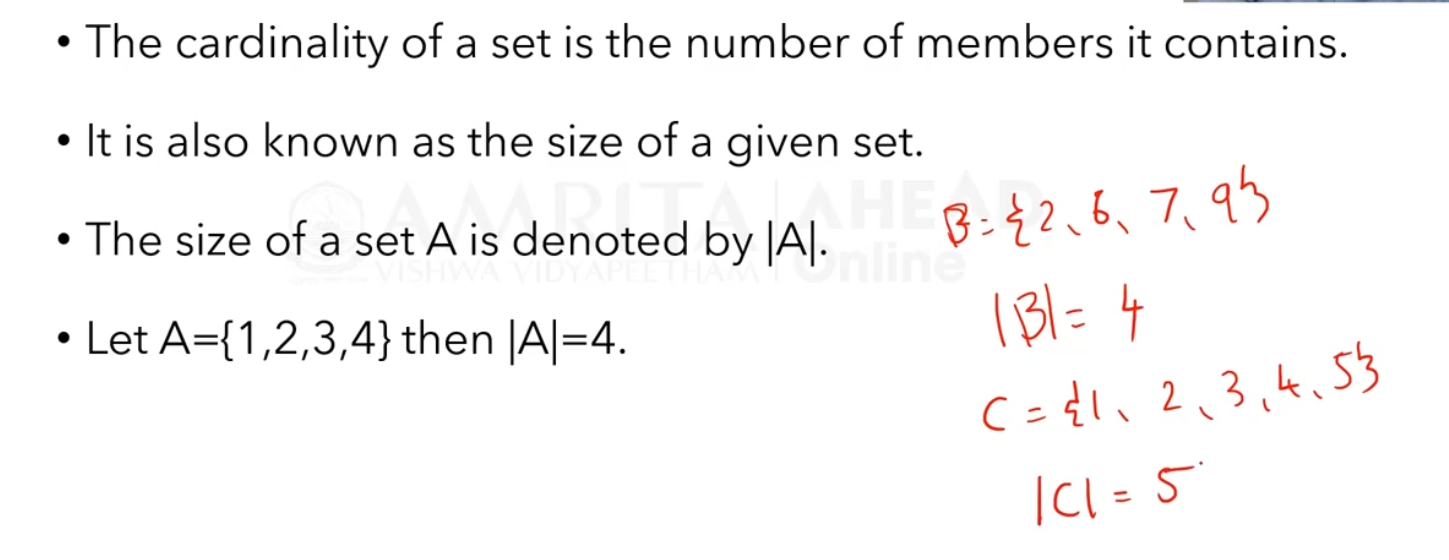 • The cardinality of a set is the number of members it contains.
• It is also known as the size of a given set.
• The size of a set A is denoted by |A|.
• Let A={1,2,3,4} then |A|=4.
AMRITA | AHEAD
VISHWA VIDYAPEETHAM | Online
B={2, 6, 7, 9}
|B|= 4
C={1, 2, 3, 4, 5}
|C| = 5